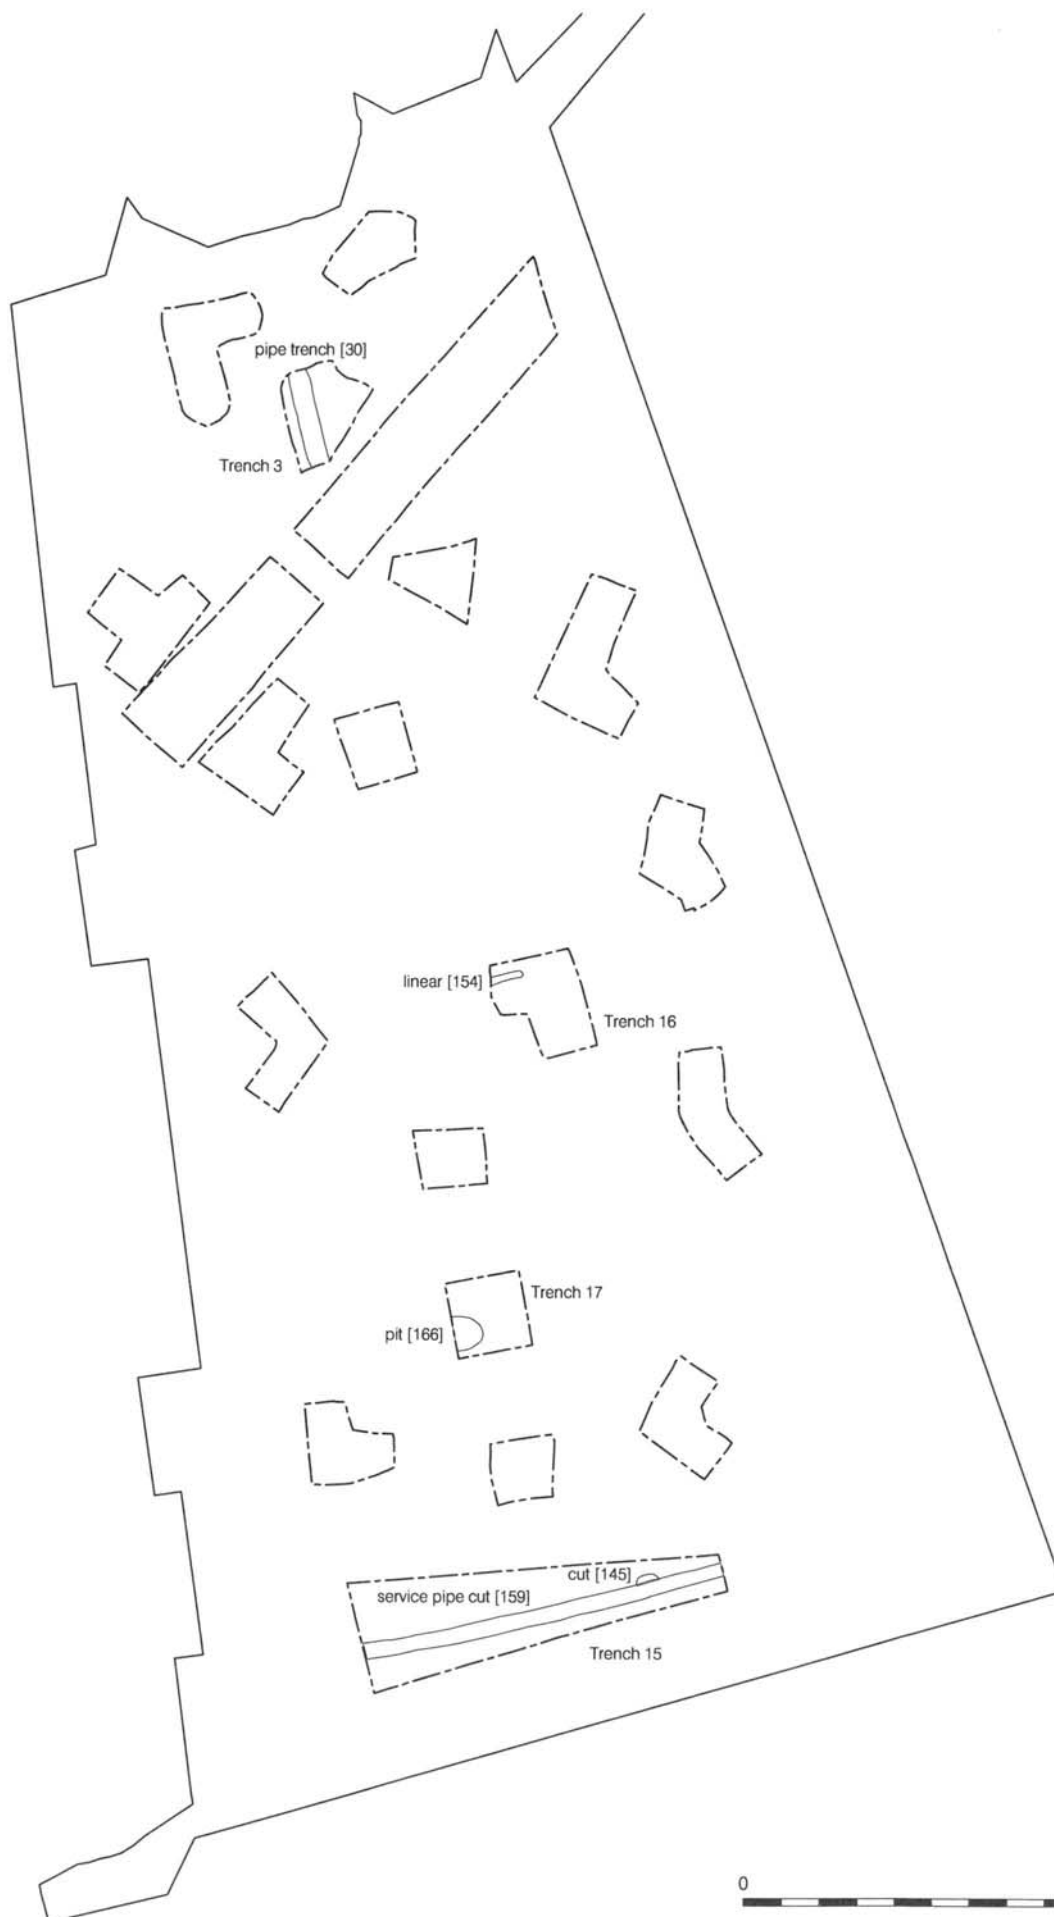 pipe trench [30]
Trench 3
linear [154]
Trench 16
Trench 17
pit [166]
cut [145]
service pipe cut [159]
Trench 15
0